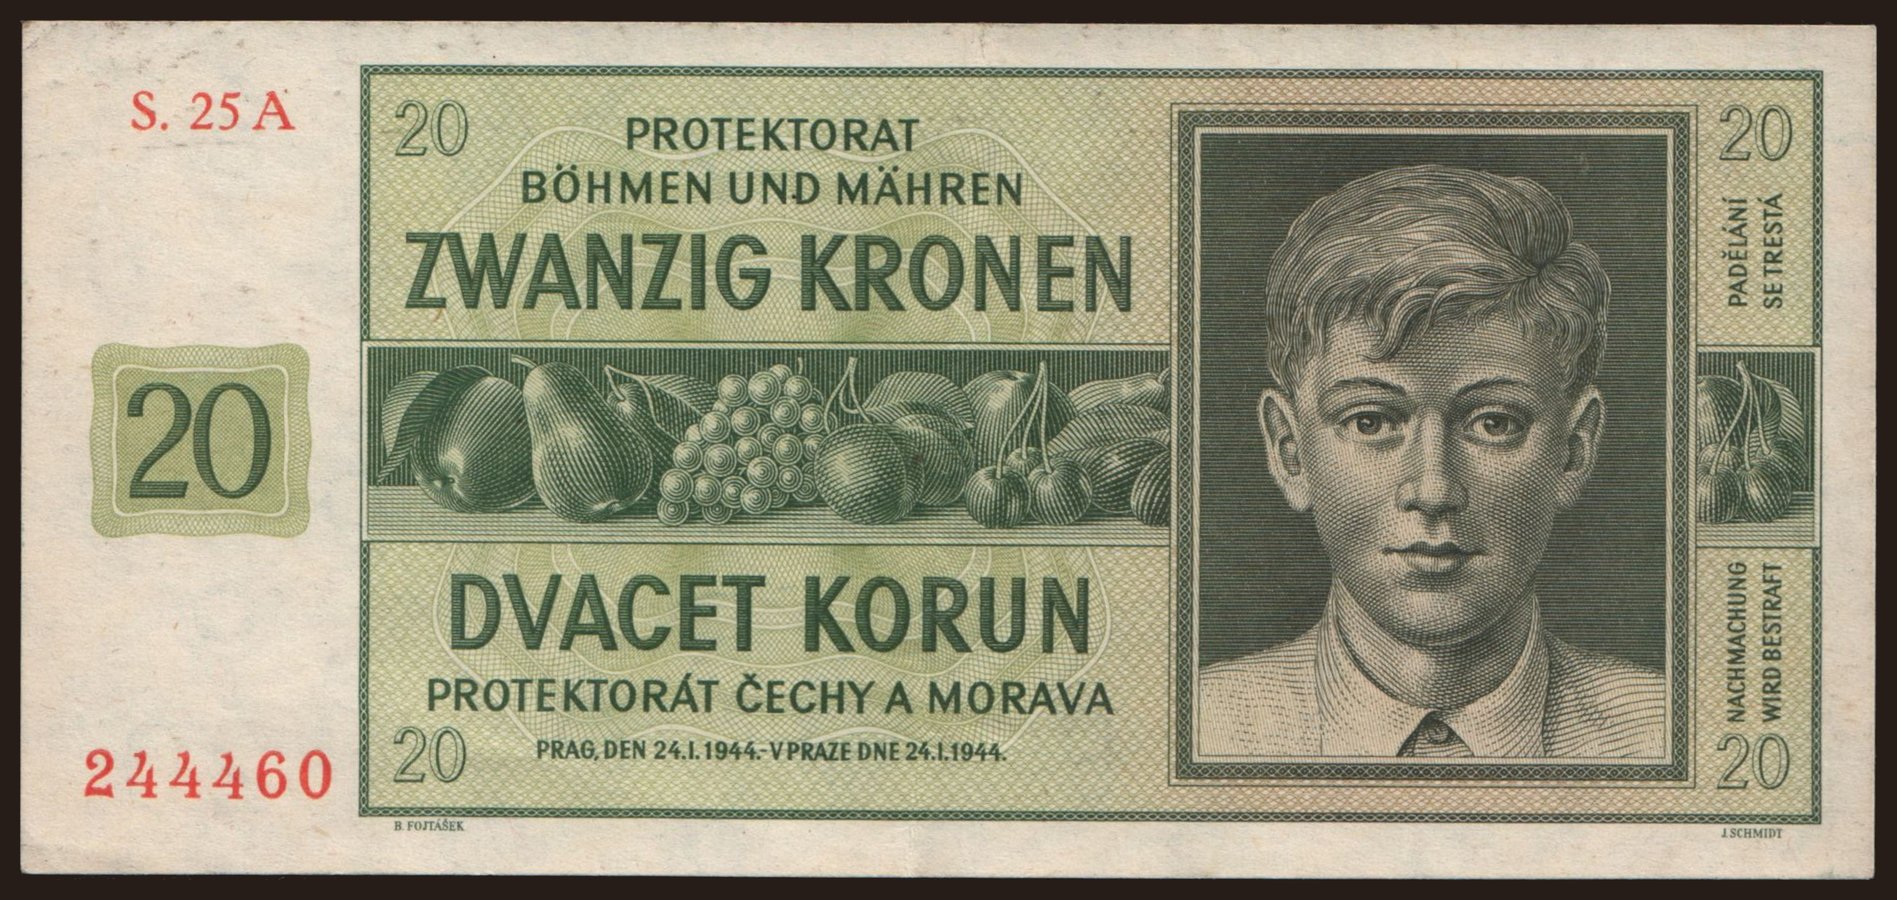 S. 25 A
20
20
PROTEKTORAT
BÖHMEN UND MÄHREN
ZWANZIG KRONEN
PADĚLÁNÍ
SE TRESTÁ
20
DVACET KORUN
PROTEKTORÁT ČECHY A MORAVA
NACHMACHUNG
WIRD BESTRAFT
244460
20
PRAG, DEN 24.I.1944.-V PRAZE DNE 24.I.1944.
20
B. FOJTÁŠEK
J. SCHMIDT